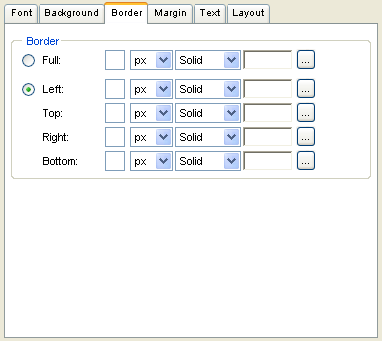 Font Background Border Margin Text Layout
Border
Full: px Solid ...
Left: px Solid ...
Top: px Solid ...
Right: px Solid ...
Bottom: px Solid ...